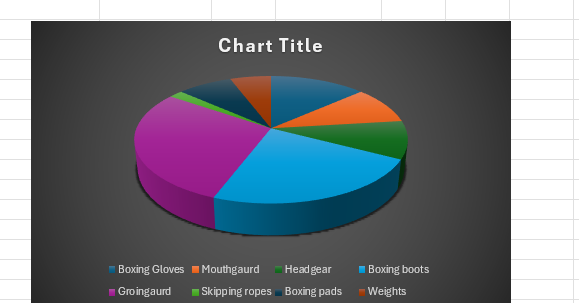 Chart Title
Boxing Gloves Mouthgaurd Headgear Boxing boots
Groingaurd Skipping ropes Boxing pads Weights